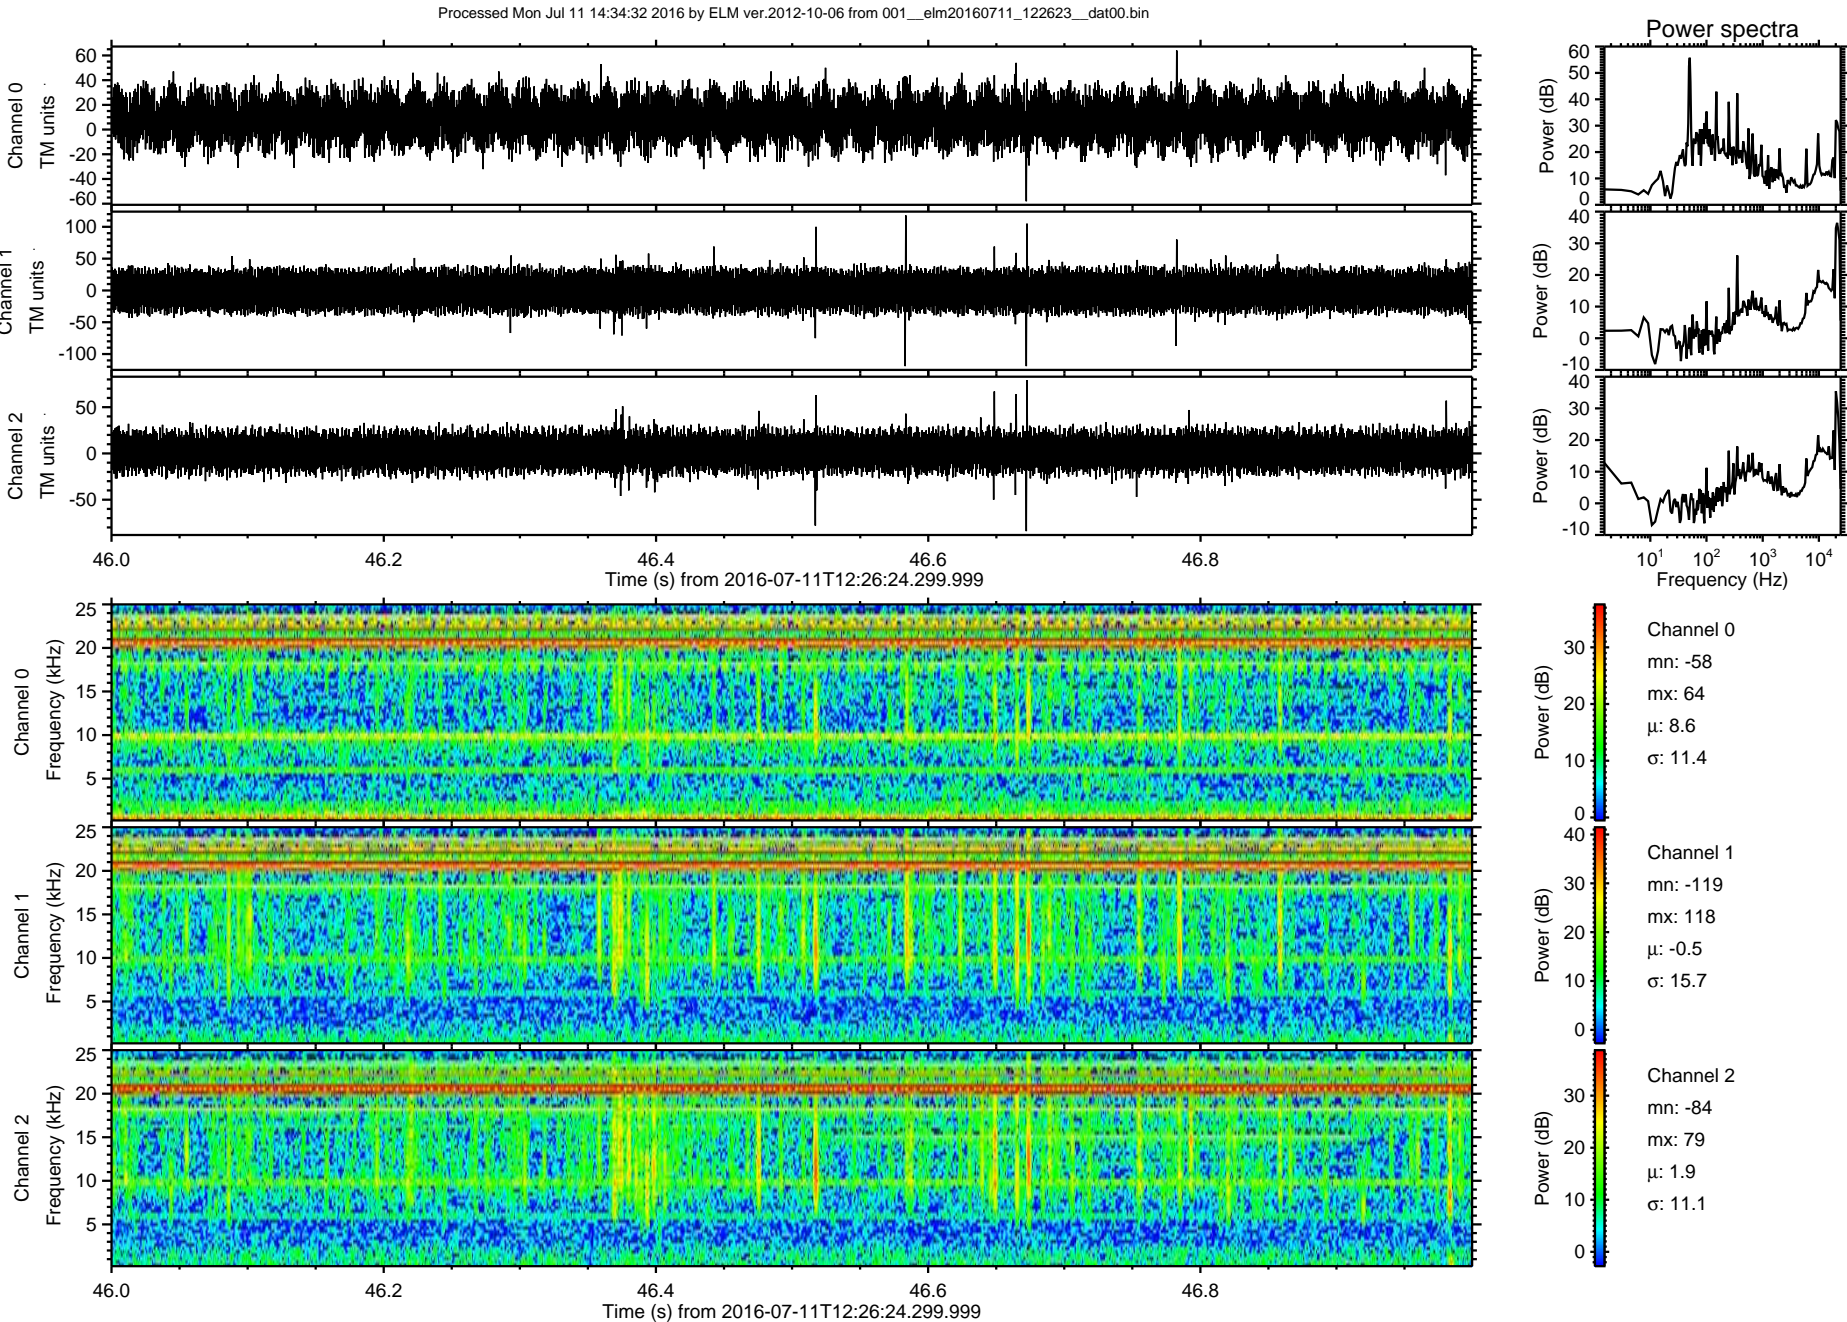 Processed Mon Jul 11 14:34:32 2016 by ELM ver.2012-10-06 from 001__elm20160711_122623__dat00.bin
Power spectra
Channel 0
TM units
60
40
20
0
-20
-40
-60
Power (dB)
60
50
40
30
20
10
0
Channel 1
TM units
100
50
0
-50
-100
Power (dB)
40
30
20
10
0
-10
Channel 2
TM units
50
0
-50
Power (dB)
40
30
20
10
0
-10
46.0 46.2 46.4 46.6 46.8
Time (s) from 2016-07-11T12:26:24.299.999
10¹ 10² 10³ 10⁴
Frequency (Hz)
Channel 0
Frequency (kHz)
25
20
15
10
5
Power (dB)
30
20
10
0
Channel 0
mn: -58
mx: 64
μ: 8.6
σ: 11.4
Channel 1
Frequency (kHz)
25
20
15
10
5
Power (dB)
40
30
20
10
0
Channel 1
mn: -119
mx: 118
μ: -0.5
σ: 15.7
Channel 2
Frequency (kHz)
25
20
15
10
5
Power (dB)
30
20
10
0
Channel 2
mn: -84
mx: 79
μ: 1.9
σ: 11.1
46.0 46.2 46.4 46.6 46.8
Time (s) from 2016-07-11T12:26:24.299.999